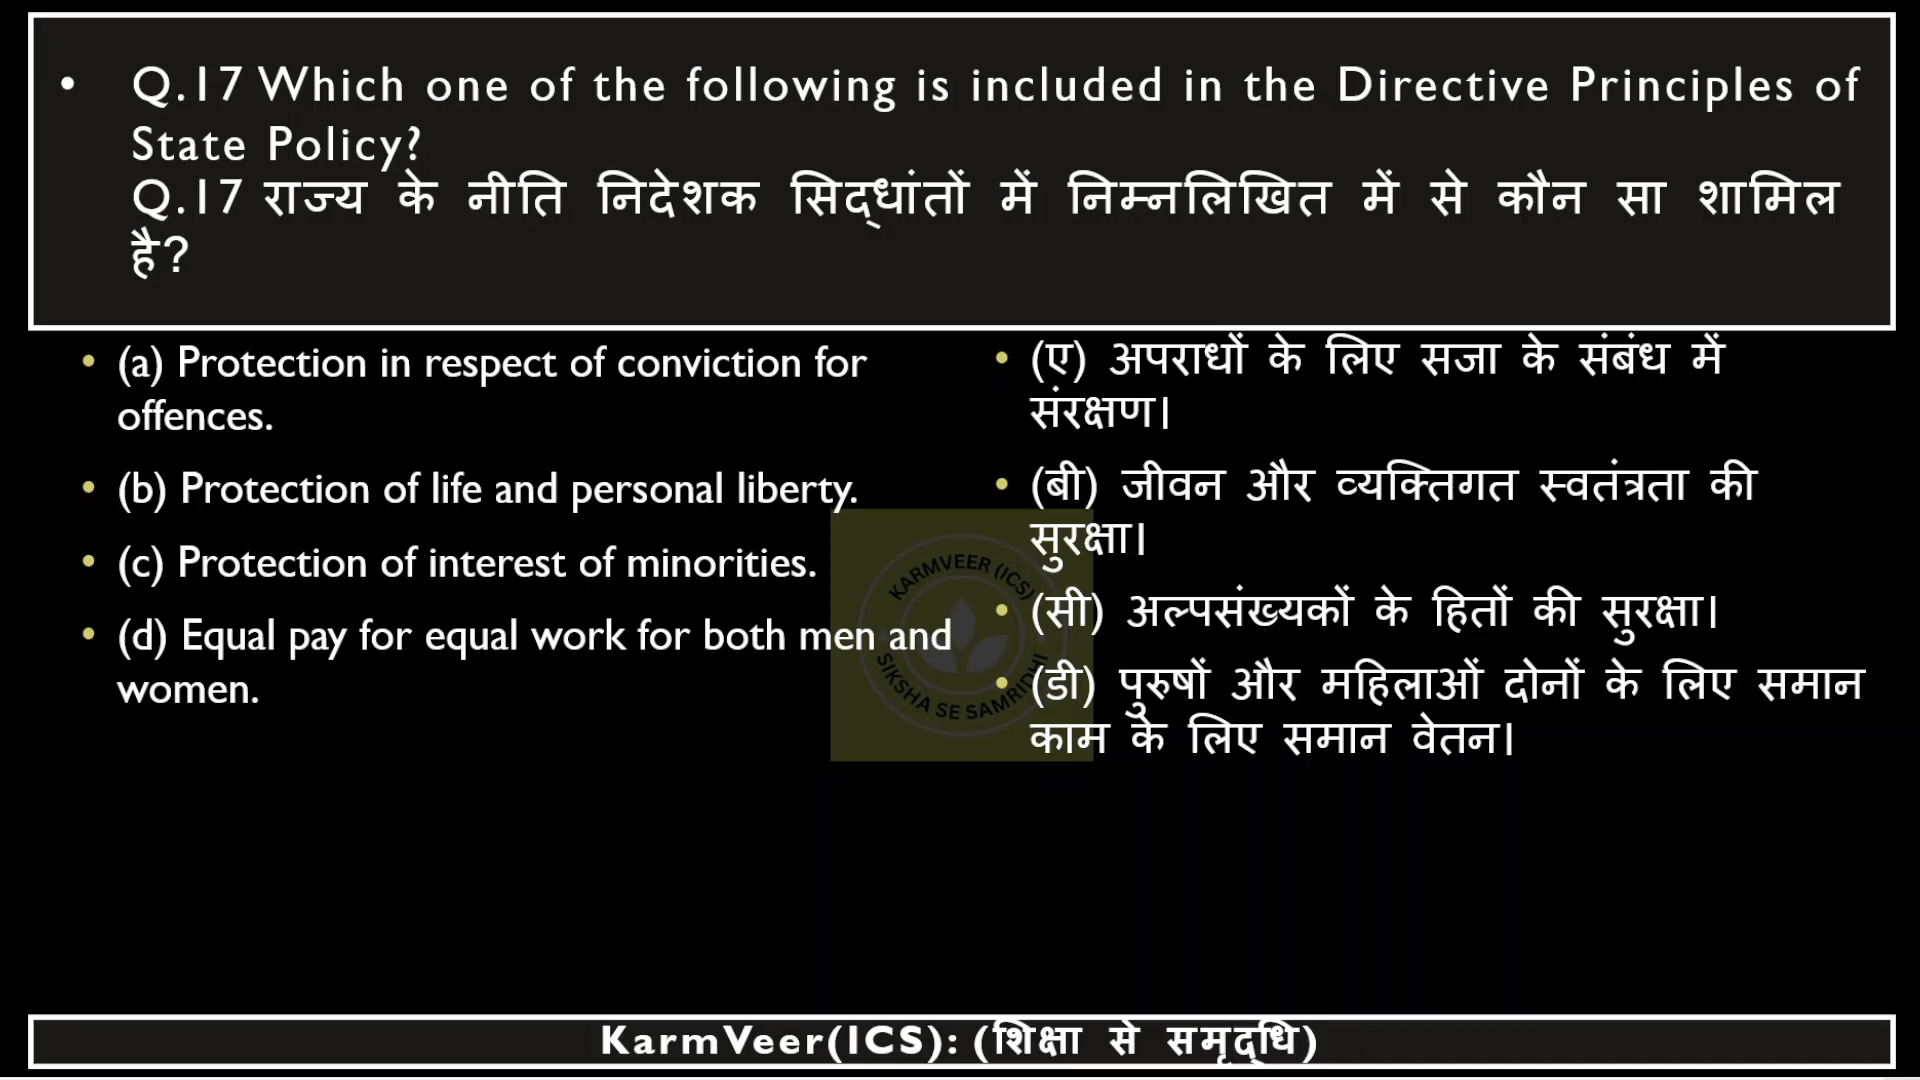 • Q.17 Which one of the following is included in the Directive Principles of
State Policy?
Q.17 राज्य के नीति निदेशक सिद्धांतों में निम्नलिखित में से कौन सा शामिल
है?
• (a) Protection in respect of conviction for
offences.
• (b) Protection of life and personal liberty.
• (c) Protection of interest of minorities.
• (d) Equal pay for equal work for both men and
women.
• (ए) अपराधों के लिए सजा के संबंध में
संरक्षण।
• (बी) जीवन और व्यक्तिगत स्वतंत्रता की
सुरक्षा।
• (सी) अल्पसंख्यकों के हितों की सुरक्षा।
• (डी) पुरुषों और महिलाओं दोनों के लिए समान
काम के लिए समान वेतन।
KARMVEER (ICS)
SIKSHA SE SAMRIDHI
KarmVeer(ICS): (शिक्षा से समृद्धि)